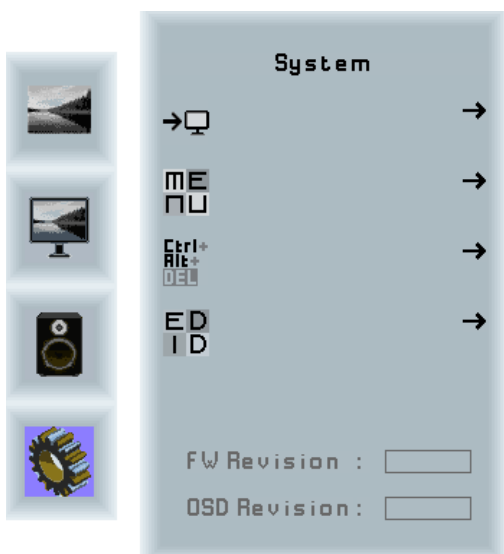 System
ME
NU
Ctrl+
Alt+
DEL
ED
ID
FW Revision :
OSD Revision :